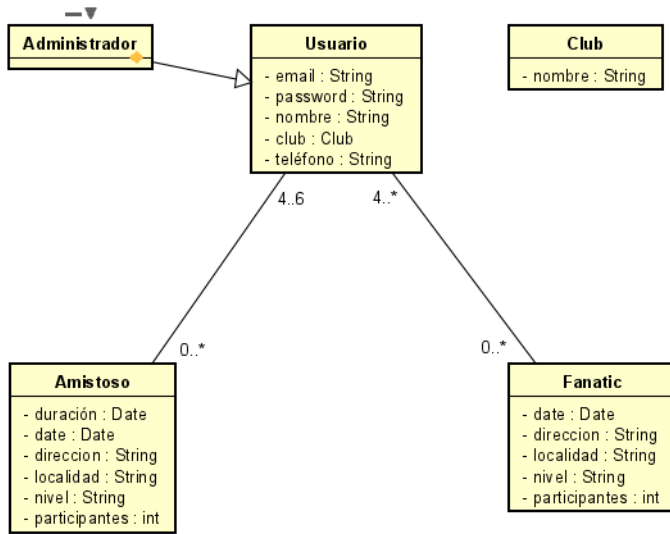 Administrador
Usuario
- email : String
- password : String
- nombre : String
- club : Club
- teléfono : String
Club
- nombre : String
4..6
4..*
0..*
0..*
Amistoso
- duración : Date
- date : Date
- direccion : String
- localidad : String
- nivel : String
- participantes : int
Fanatic
- date : Date
- direccion : String
- localidad : String
- nivel : String
- participantes : int